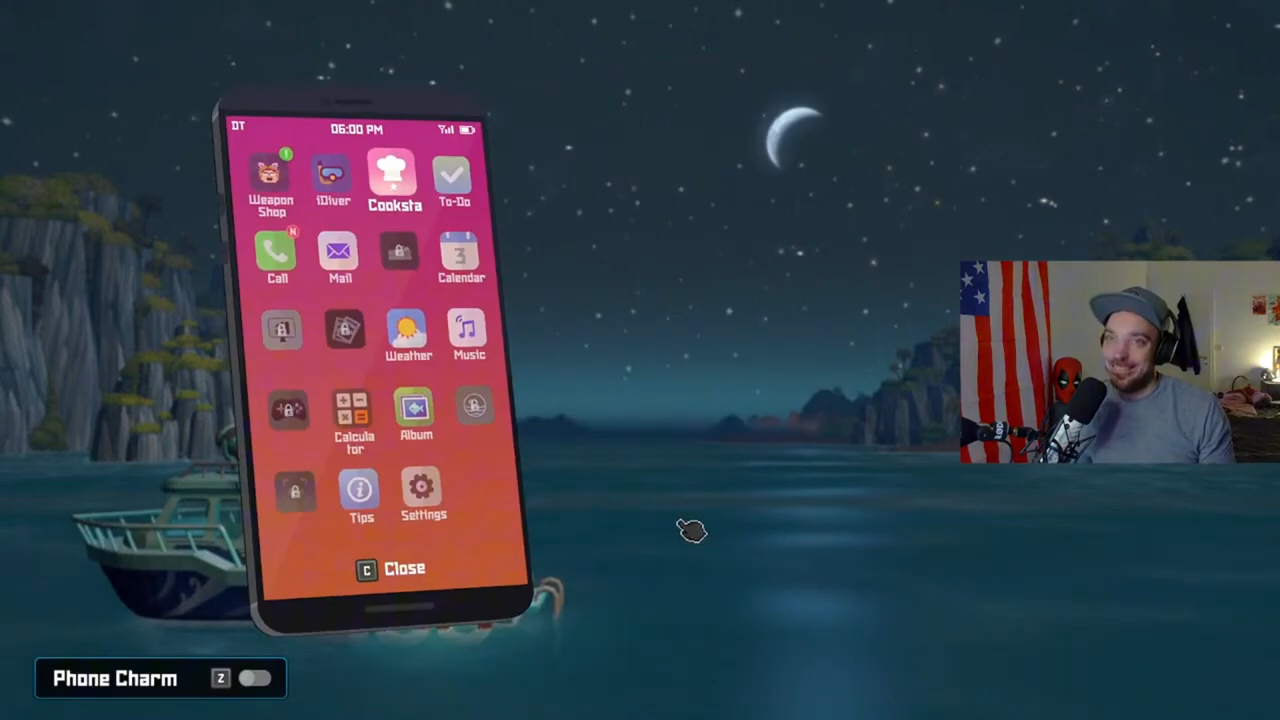 DT 06:00 PM
Weapon Shop
iDiver
Cooksta
To-Do
N
Call
Mail
3
Calendar
Weather
Music
Calcula
tor
Album
Tips
Settings
C Close
Phone Charm Z